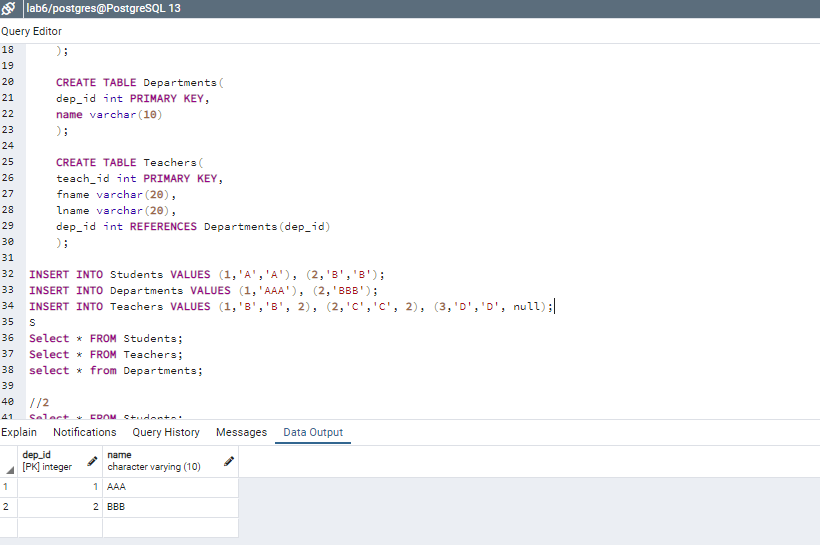 lab6/postgres@PostgreSQL 13
Query Editor
18 );
19
20 CREATE TABLE Departments(
21 dep_id int PRIMARY KEY,
22 name varchar(10)
23 );
24
25 CREATE TABLE Teachers(
26 teach_id int PRIMARY KEY,
27 fname varchar(20),
28 lname varchar(20),
29 dep_id int REFERENCES Departments(dep_id)
30 );
31
32 INSERT INTO Students VALUES (1,'A','A'), (2,'B','B');
33 INSERT INTO Departments VALUES (1,'AAA'), (2,'BBB');
34 INSERT INTO Teachers VALUES (1,'B','B', 2), (2,'C','C', 2), (3,'D','D', null);
35 S
36 Select * FROM Students;
37 Select * FROM Teachers;
38 select * from Departments;
39
40 //2
41 Select * FROM Students;
Explain Notifications Query History Messages Data Output
dep_id name
[PK] integer character varying (10)
1 1 AAA
2 2 BBB